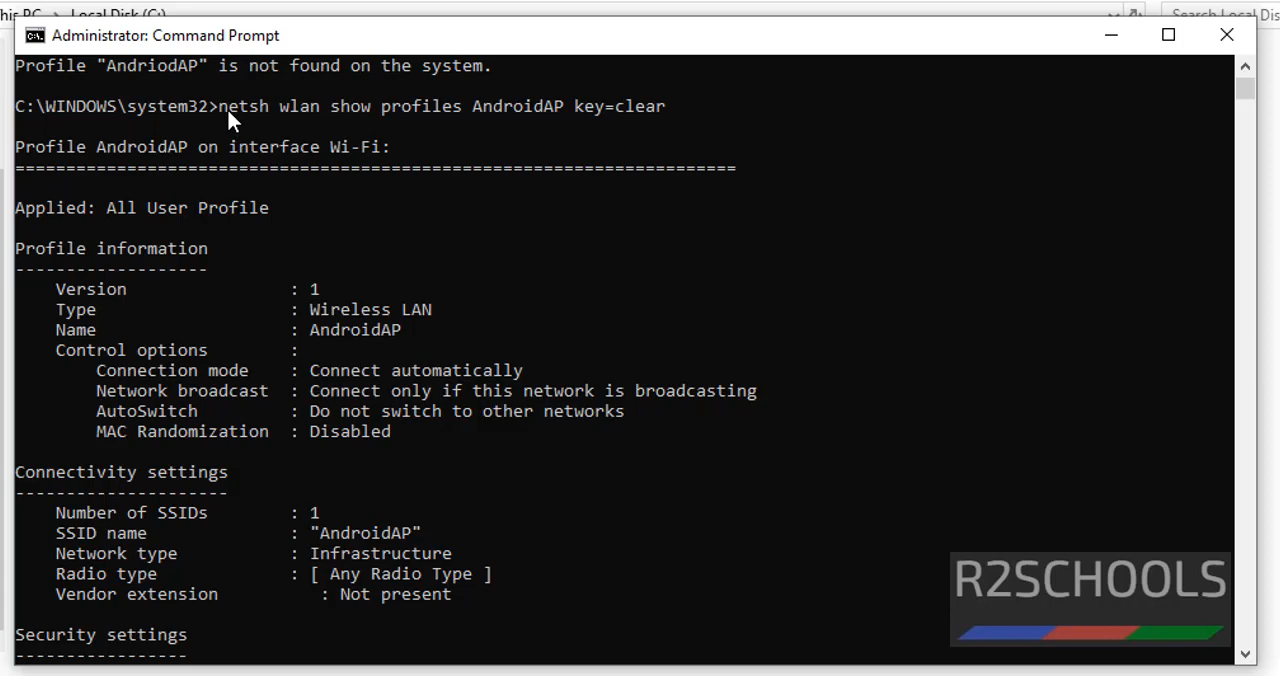 his PC
Local Disk (C:)
Search Local Dis
Administrator: Command Prompt
Profile "AndriodAP" is not found on the system.
C:\WINDOWS\system32>netsh wlan show profiles AndroidAP key=clear
Profile AndroidAP on interface Wi-Fi:
=======================================================================
Applied: All User Profile
Profile information
-------------------
Version : 1
Type : Wireless LAN
Name : AndroidAP
Control options :
Connection mode : Connect automatically
Network broadcast : Connect only if this network is broadcasting
AutoSwitch : Do not switch to other networks
MAC Randomization : Disabled
Connectivity settings
---------------------
Number of SSIDs : 1
SSID name : "AndroidAP"
Network type : Infrastructure
Radio type : [ Any Radio Type ]
Vendor extension : Not present
Security settings
-----------------
R2SCHOOLS